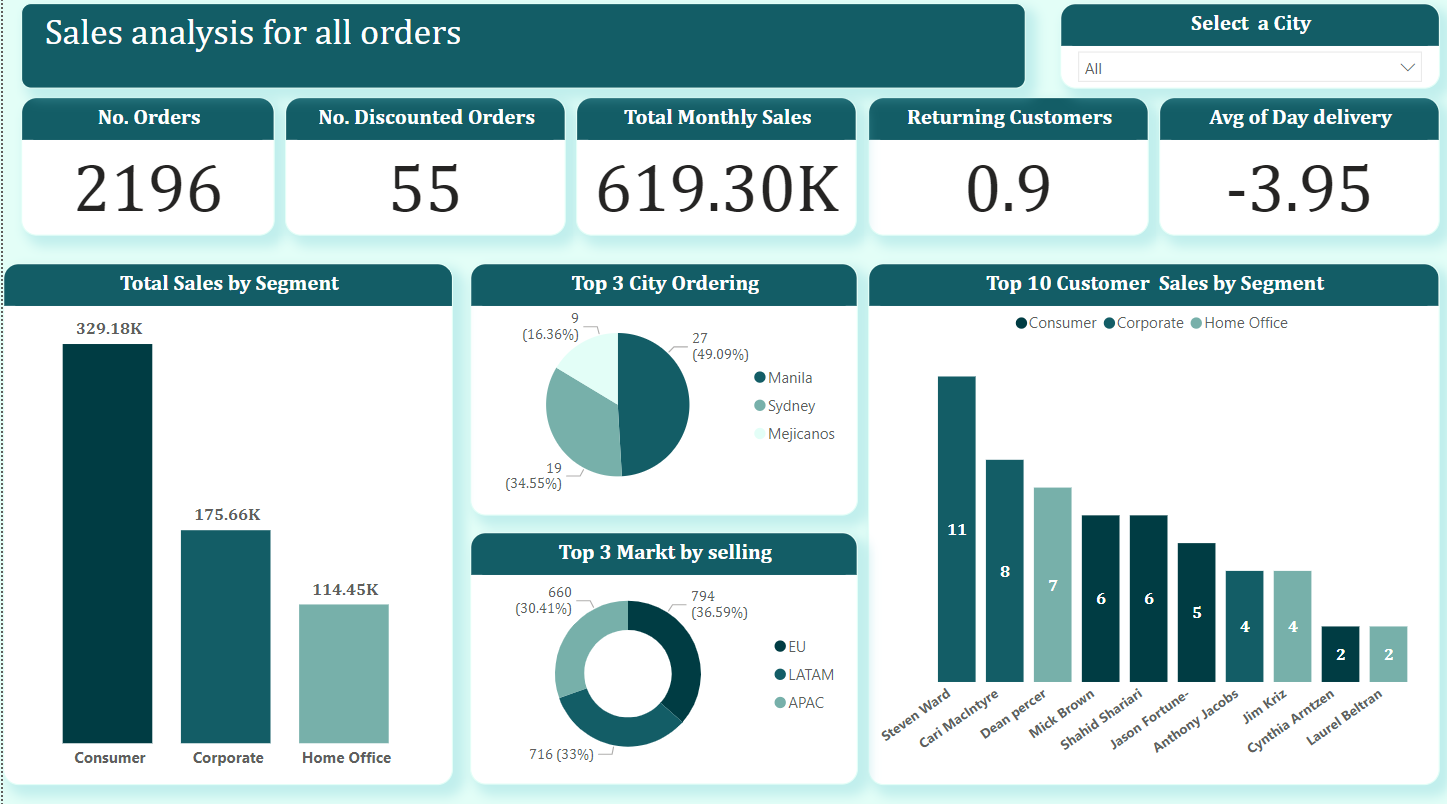 Sales analysis for all orders
Select a City
All
No. Orders
2196
No. Discounted Orders
55
Total Monthly Sales
619.30K
Returning Customers
0.9
Avg of Day delivery
-3.95
Total Sales by Segment
329.18K
175.66K
114.45K
Consumer
Corporate
Home Office
Top 3 City Ordering
9
(16.36%)
27
(49.09%)
19
(34.55%)
Manila
Sydney
Mejicanos
Top 3 Markt by selling
660
(30.41%)
794
(36.59%)
716 (33%)
EU
LATAM
APAC
Top 10 Customer Sales by Segment
Consumer
Corporate
Home Office
11
8
7
6
6
5
4
4
2
2
Steven Ward
Cari MacIntyre
Dean percer
Mick Brown
Shahid Shariari
Jason Fortune-
Anthony Jacobs
Jim Kriz
Cynthia Arntzen
Laurel Beltran